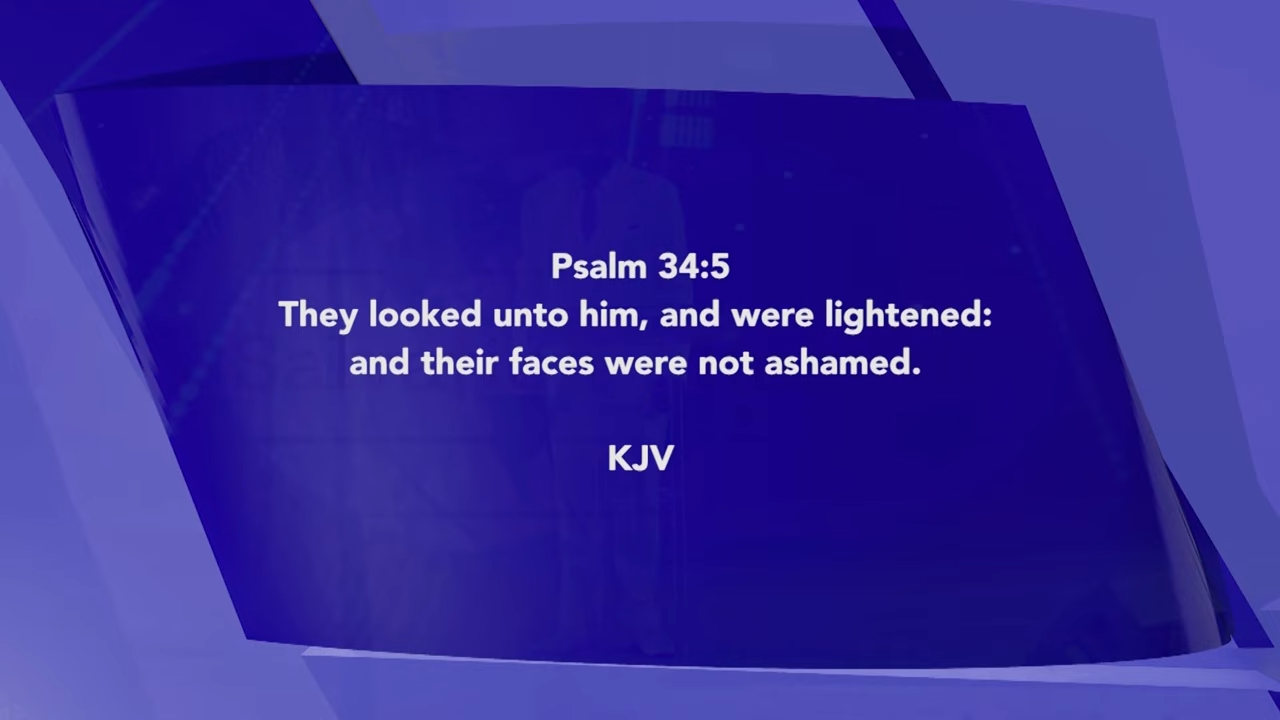 Psalm 34:5
They looked unto him, and were lightened:
and their faces were not ashamed.
KJV